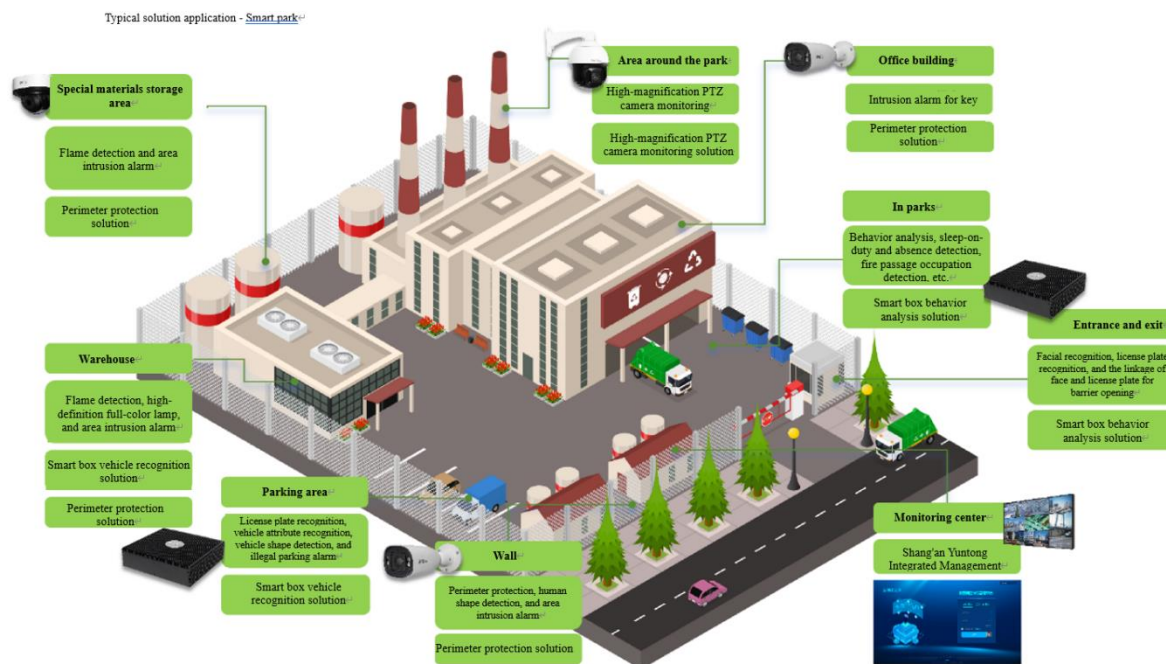 Typical solution application - Smart park
Special materials storage
area
Flame detection and area
intrusion alarm
Perimeter protection
solution
Area around the park
High-magnification PTZ
camera monitoring
High-magnification PTZ
camera monitoring solution
Office building
Intrusion alarm for key
Perimeter protection
solution
In parks
Behavior analysis, sleep-on-
duty and absence detection,
fire passage occupation
detection, etc.
Smart box behavior
analysis solution
Entrance and exit
Facial recognition, license plate
recognition, and the linkage of
face and license plate for
barrier opening
Smart box behavior
analysis solution
Warehouse
Flame detection, high-
definition full-color lamp,
and area intrusion alarm
Smart box vehicle recognition
solution
Perimeter protection
solution
Parking area
License plate recognition,
vehicle attribute recognition,
vehicle shape detection, and
illegal parking alarm
Smart box vehicle
recognition solution
Wall
Perimeter protection, human
shape detection, and area
intrusion alarm
Perimeter protection solution
Monitoring center
Shang'an Yuntong
Integrated Management